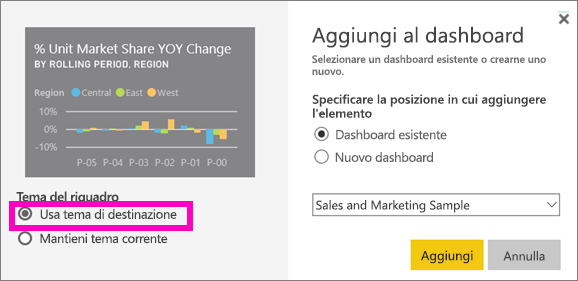 % Unit Market Share YOY Change
BY ROLLING PERIOD, REGION
Region Central East West
10%
0%
-10%
P-05 P-04 P-03 P-02 P-01 P-00
Tema del riquadro
Usa tema di destinazione
Mantieni tema corrente
Aggiungi al dashboard
Selezionare un dashboard esistente o crearne uno
nuovo.
Specificare la posizione in cui aggiungere
l'elemento
Dashboard esistente
Nuovo dashboard
Sales and Marketing Sample
Aggiungi Annulla